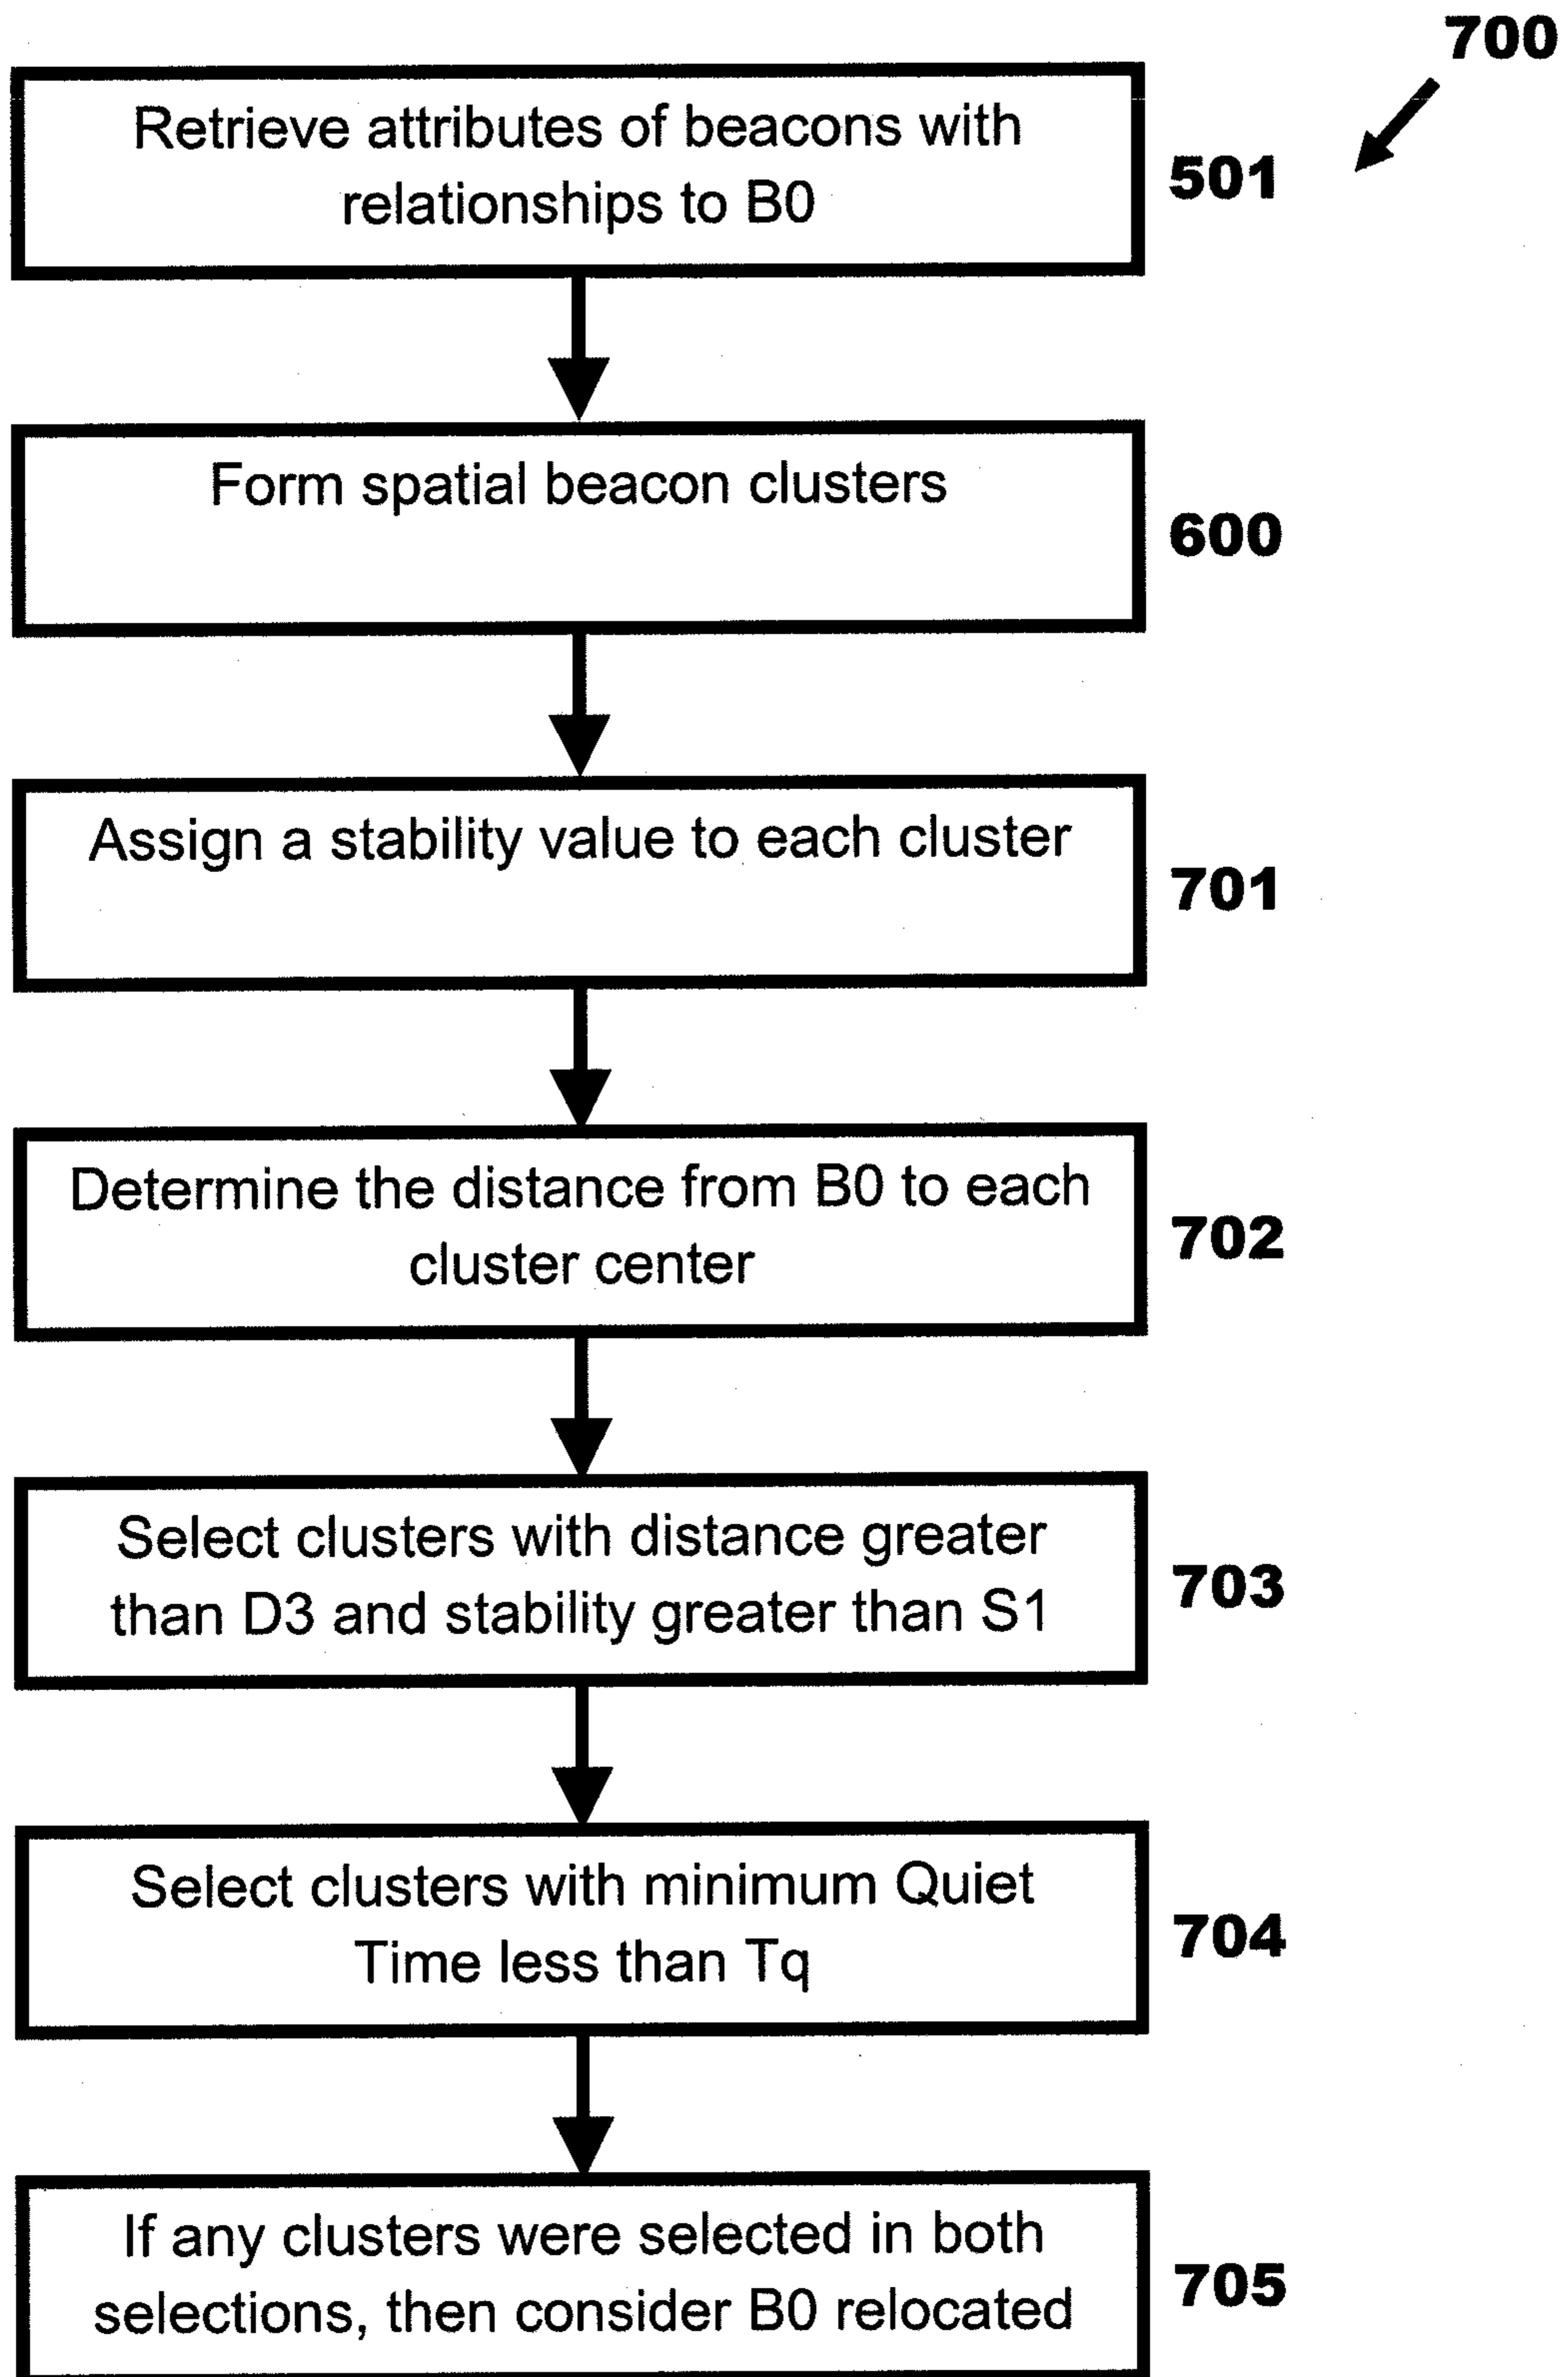 700
Retrieve attributes of beacons with
relationships to B0
501
Form spatial beacon clusters
600
Assign a stability value to each cluster
701
Determine the distance from B0 to each
cluster center
702
Select clusters with distance greater
than D3 and stability greater than S1
703
Select clusters with minimum Quiet
Time less than Tq
704
If any clusters were selected in both
selections, then consider B0 relocated
705